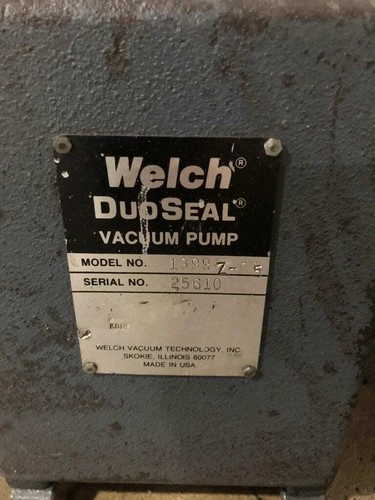 Welch®
DUOSEAL®
VACUUM PUMP
MODEL NO.
SERIAL NO. 25610
WELCH VACUUM TECHNOLOGY, INC.
SKOKIE, ILLINOIS 60077
MADE IN USA